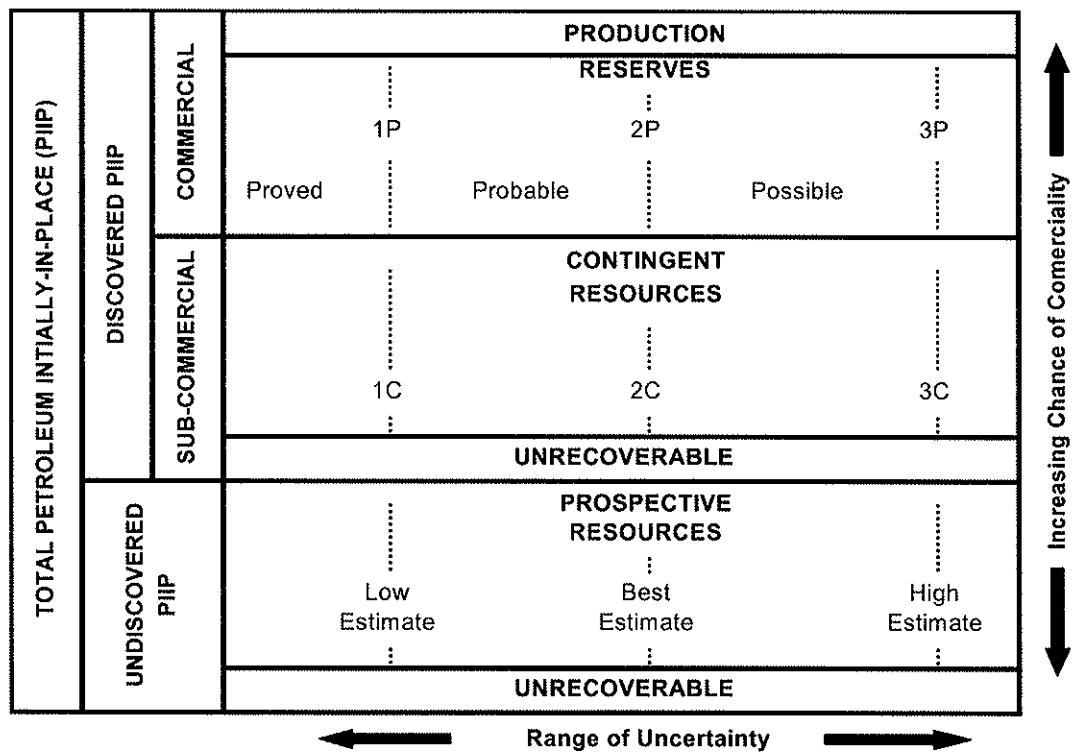 TOTAL PETROLEUM INTIALLY-IN-PLACE (PIIP)
DISCOVERED PIIP
COMMERCIAL
PRODUCTION
RESERVES
1P 2P 3P
Proved Probable Possible
SUB-COMMERCIAL
CONTINGENT
RESOURCES
1C 2C 3C
UNRECOVERABLE
UNDISCOVERED
PIIP
PROSPECTIVE
RESOURCES
Low Best High
Estimate Estimate Estimate
UNRECOVERABLE
Range of Uncertainty
Increasing Chance of Comerciality